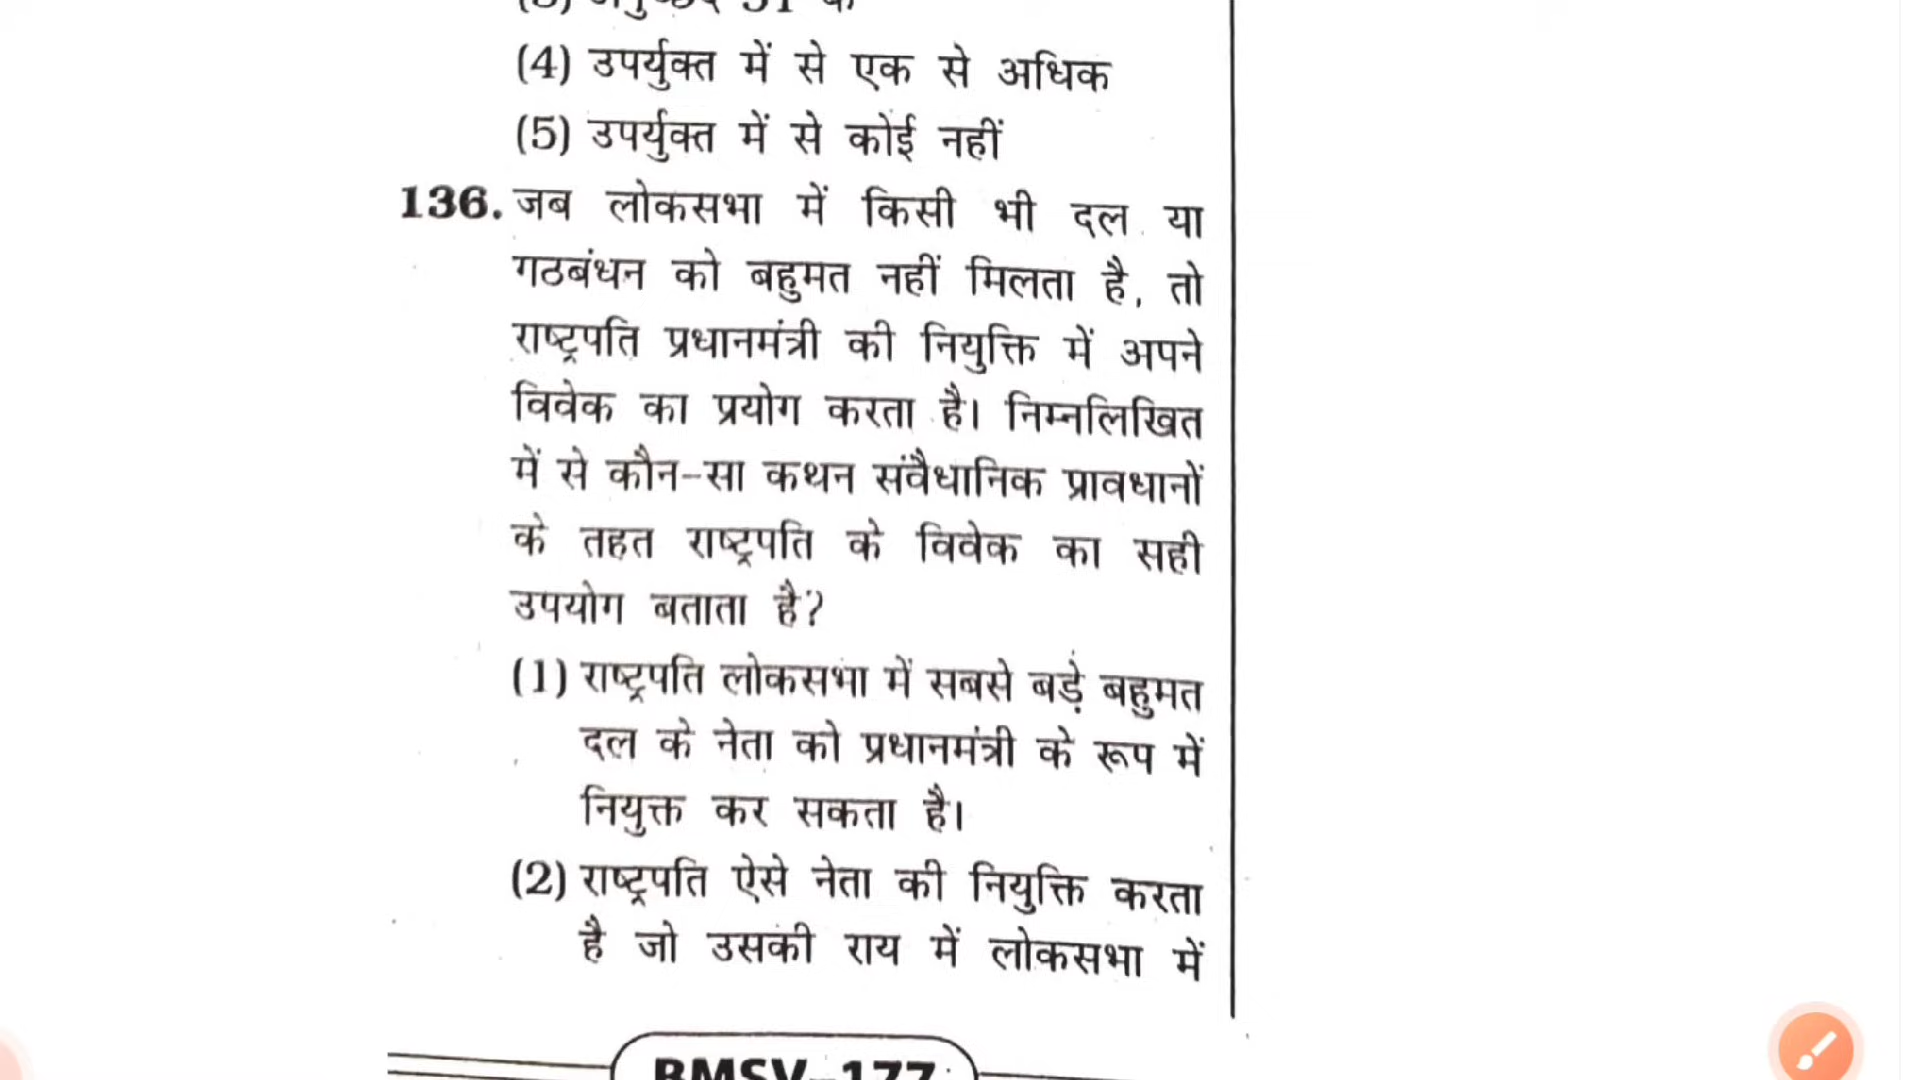 (4) उपर्युक्त में से एक से अधिक
(5) उपर्युक्त में से कोई नहीं
136. जब लोकसभा में किसी भी दल या
गठबंधन को बहुमत नहीं मिलता है, तो
राष्ट्रपति प्रधानमंत्री की नियुक्ति में अपने
विवेक का प्रयोग करता है। निम्नलिखित
में से कौन-सा कथन संवैधानिक प्रावधानों
के तहत राष्ट्रपति के विवेक का सही
उपयोग बताता है?
(1) राष्ट्रपति लोकसभा में सबसे बड़े बहुमत
दल के नेता को प्रधानमंत्री के रूप में
नियुक्त कर सकता है।
(2) राष्ट्रपति ऐसे नेता की नियुक्ति करता
है जो उसकी राय में लोकसभा में
BMSV-177